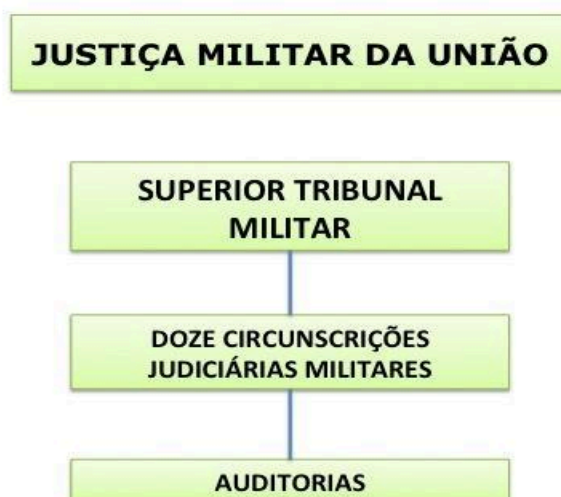 JUSTIÇA MILITAR DA UNIÃO
SUPERIOR TRIBUNAL
MILITAR
DOZE CIRCUNSCRIÇÕES
JUDICIÁRIAS MILITARES
AUDITORIAS